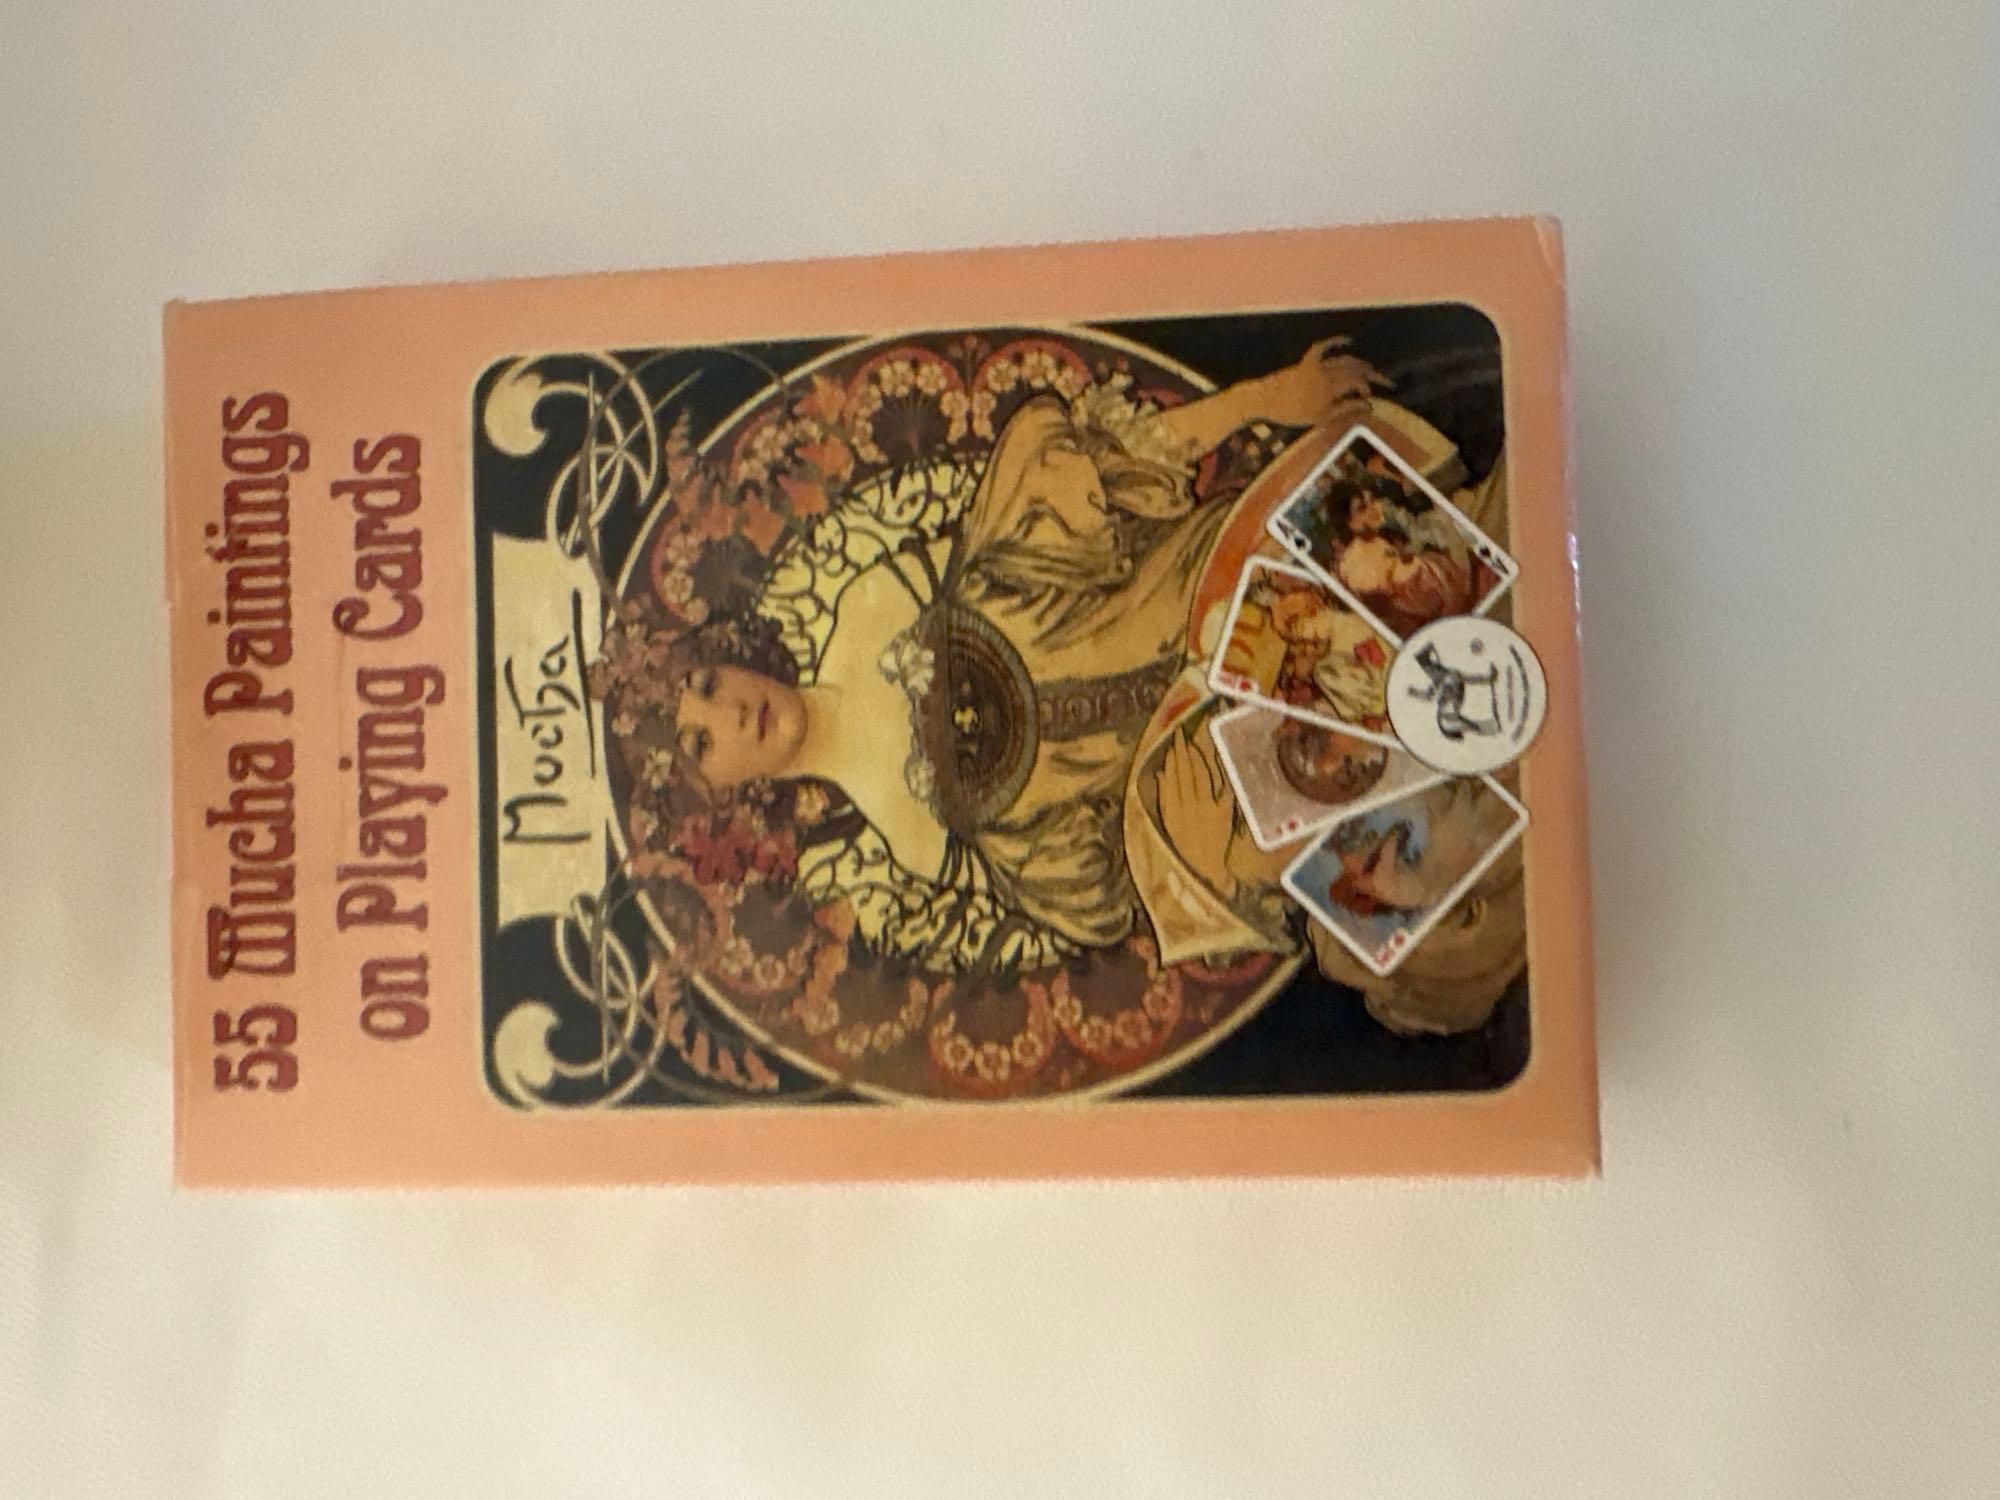 55 Mucha Paintings
on Playing Cards
Mucha